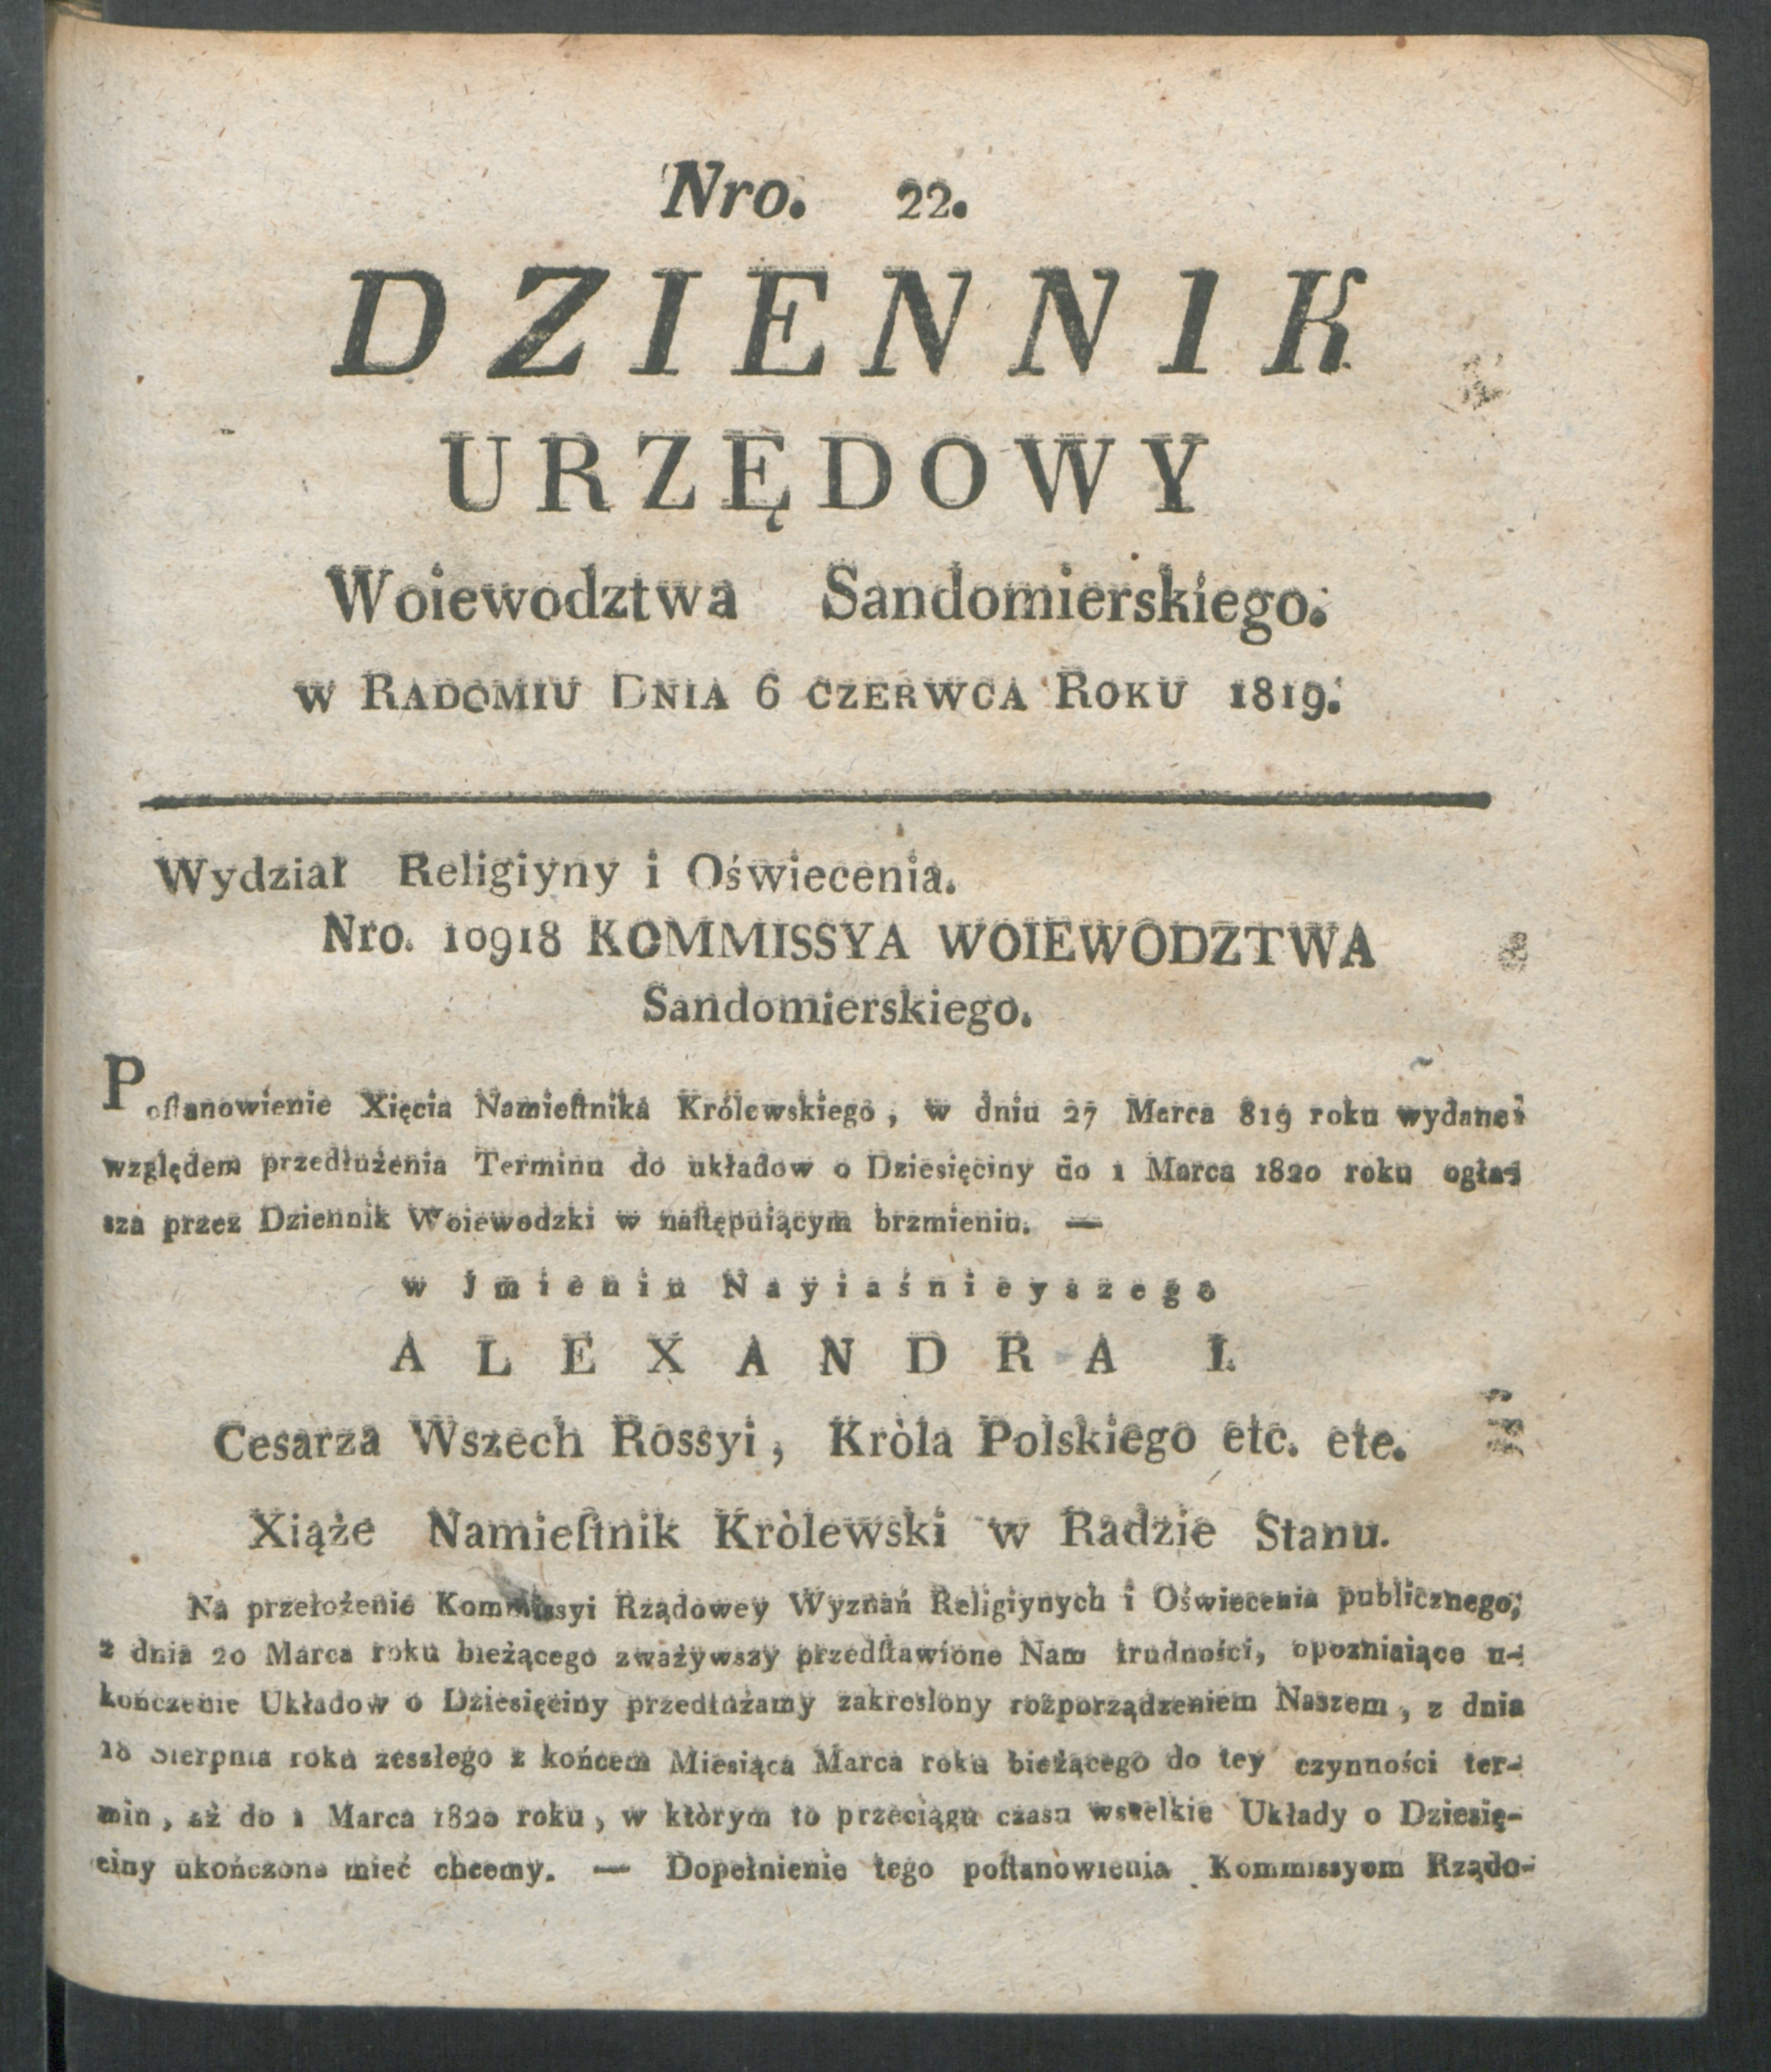 Nro. 22.
DZIENNIK
URZĘDOWY
Woiewodztwa Sandomierskiego.
w Radomiu Dnia 6 czerwca Roku 1819.
Wydział Religiyny i Oświecenia.
Nro. 10918 KOMMISSYA WOIEWODZTWA
Sandomierskiego.
Poſtanowienie Xięcia Namieſtnika Królewskiego, w dniu 27 Marca 819 roku wydane
względem przedłużenia Terminu do układow o Dziesięciny do 1 Marca 1820 roku ogła-
sza przez Dziennik Woiewodzki w naſtępuiącym brzmieniu. —
w Jmieniu Nayiaśnieyszego
ALEXANDRA I.
Cesarza Wszech Rossyi, Kròla Polskiego etc. ete.
Xiąże Namieſtnik Kròlewski w Radzie Stanu.
Na przełożenie Kommissyi Rządowey Wyznań Religiynych i Oświecenia publicznego,
z dnia 20 Marca roku bieżącego zważywszy przedſtawione Nam trudności, opozniaiące u-
kończenie Układow o Dziesięciny przedłużamy zakreslony rozporządzeniem Naszem, z dnia
18 Sierpnia roku zeszłego z końcem Miesiąca Marca roku bieżącego do tey czynności ter-
min, aż do 1 Marca 1820 roku, w ktòrym to przeciągu czasu wszelkie Układy o Dziesię-
ciny ukończone mieć chcemy. — Dopełnienie tego poſtanowienia Kommissyom Rządo-